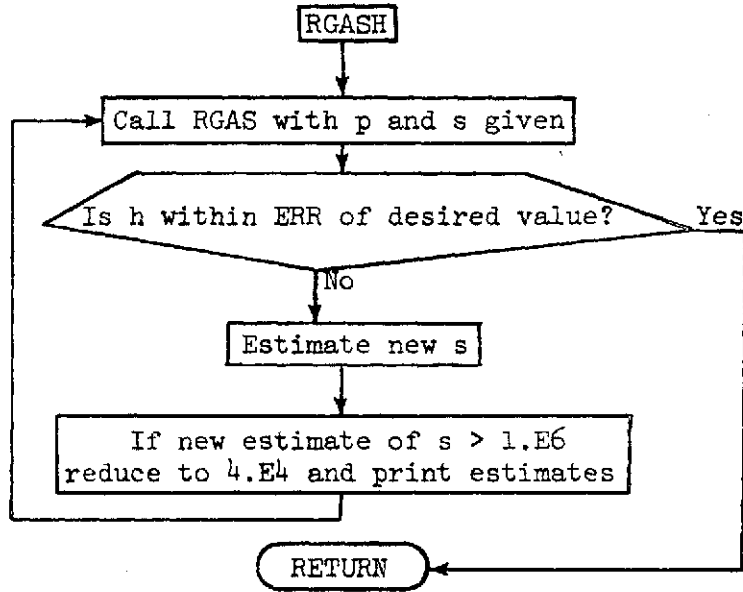 RGASH
Call RGAS with p and s given
Is h within ERR of desired value?
Yes
No
Estimate new s
If new estimate of s > 1.E6
reduce to 4.E4 and print estimates
RETURN